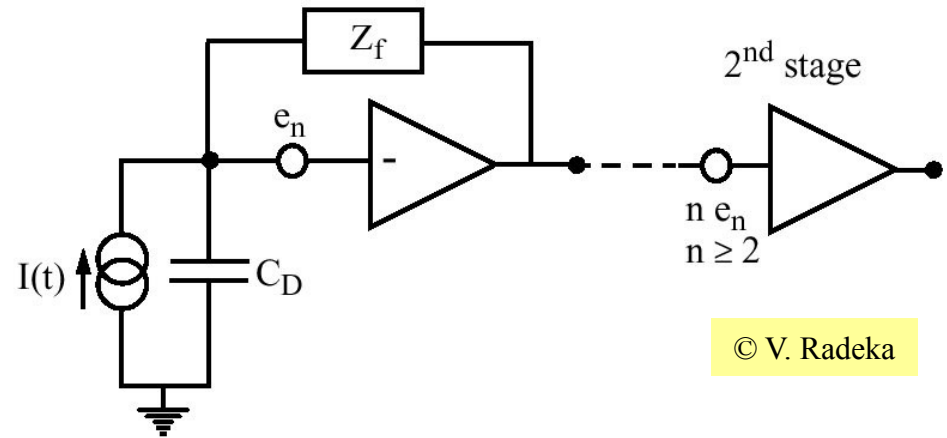 Z_f
2^nd stage
e_n
-
n e_n
n ≥ 2
I(t)
C_D
© V. Radeka